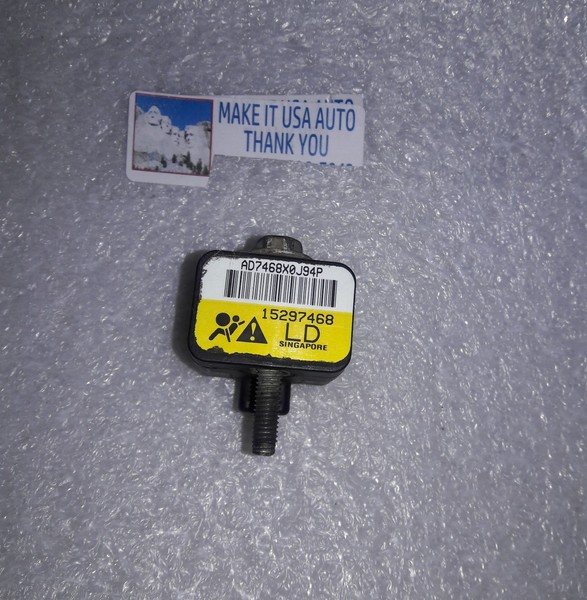 MAKE IT USA AUTO
THANK YOU
AD7468X0J94P
15297468
LD
SINGAPORE